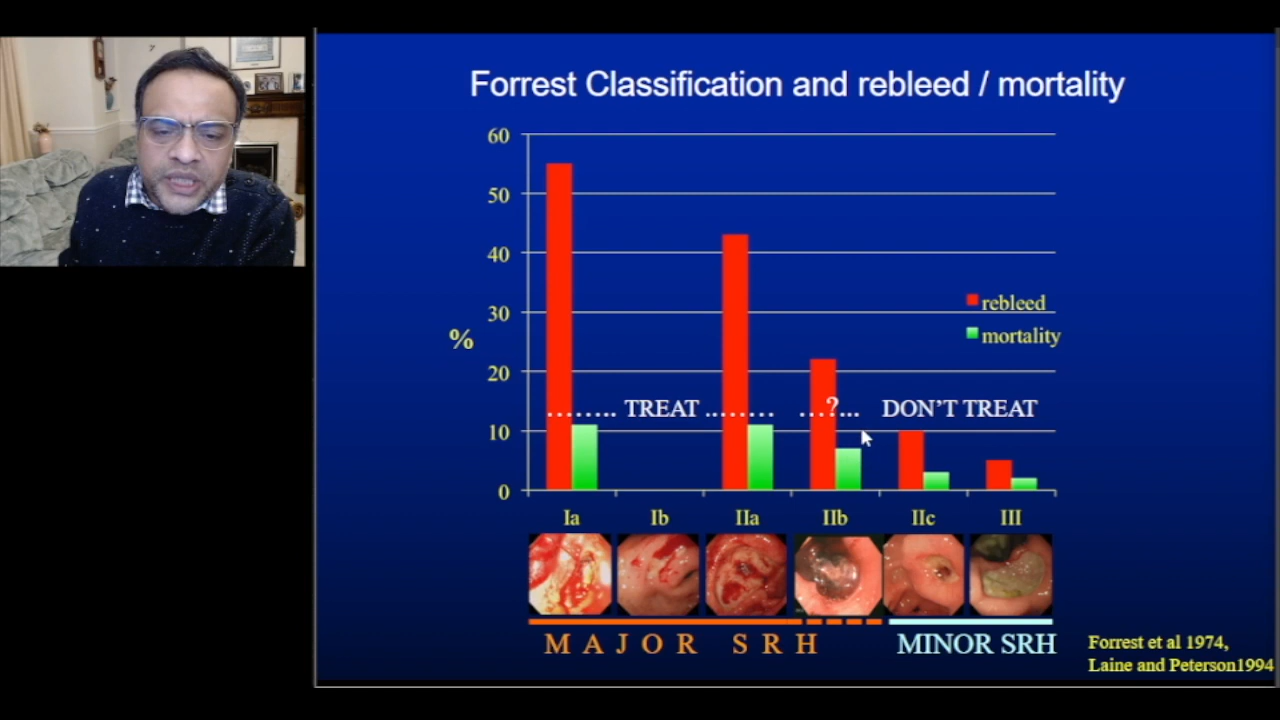 Forrest Classification and rebleed / mortality
60
50
40
30
20
10
0
%
rebleed
mortality
…….. TREAT ..…… …?... DON’T TREAT
Ia Ib IIa IIb IIc III
MAJOR SRH MINOR SRH
Forrest et al 1974,
Laine and Peterson1994